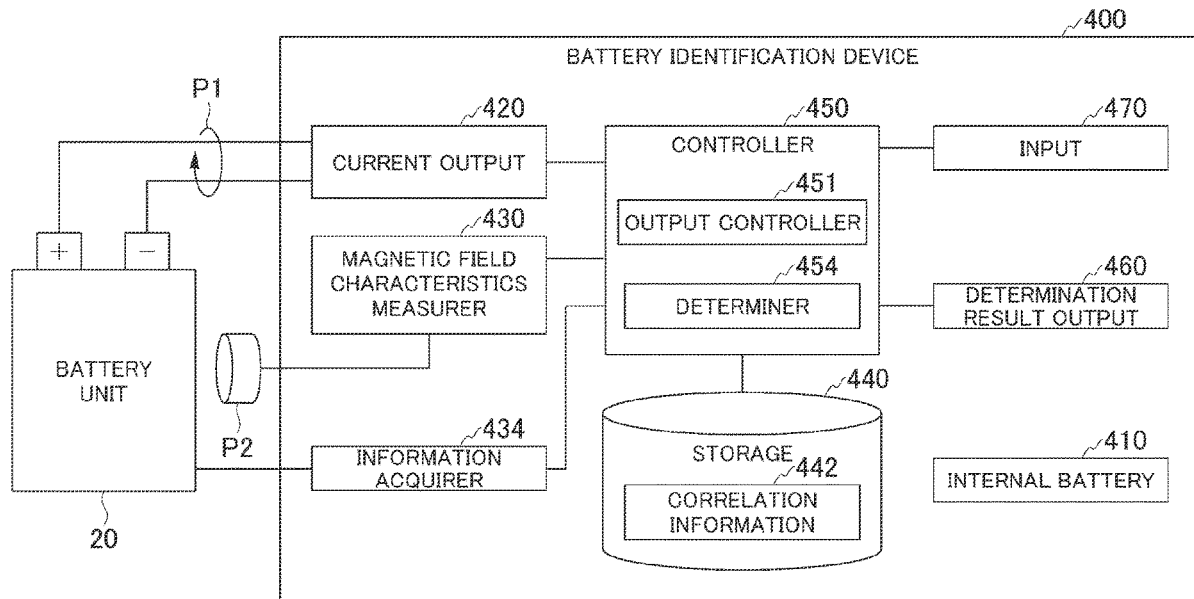 400
BATTERY IDENTIFICATION DEVICE
P1
420
CURRENT OUTPUT
450
CONTROLLER
470
INPUT
451
OUTPUT CONTROLLER
430
MAGNETIC FIELD
CHARACTERISTICS
MEASURER
454
DETERMINER
460
DETERMINATION
RESULT OUTPUT
+
−
BATTERY
UNIT
P2
20
434
INFORMATION
ACQUIRER
440
STORAGE
442
CORRELATION
INFORMATION
410
INTERNAL BATTERY